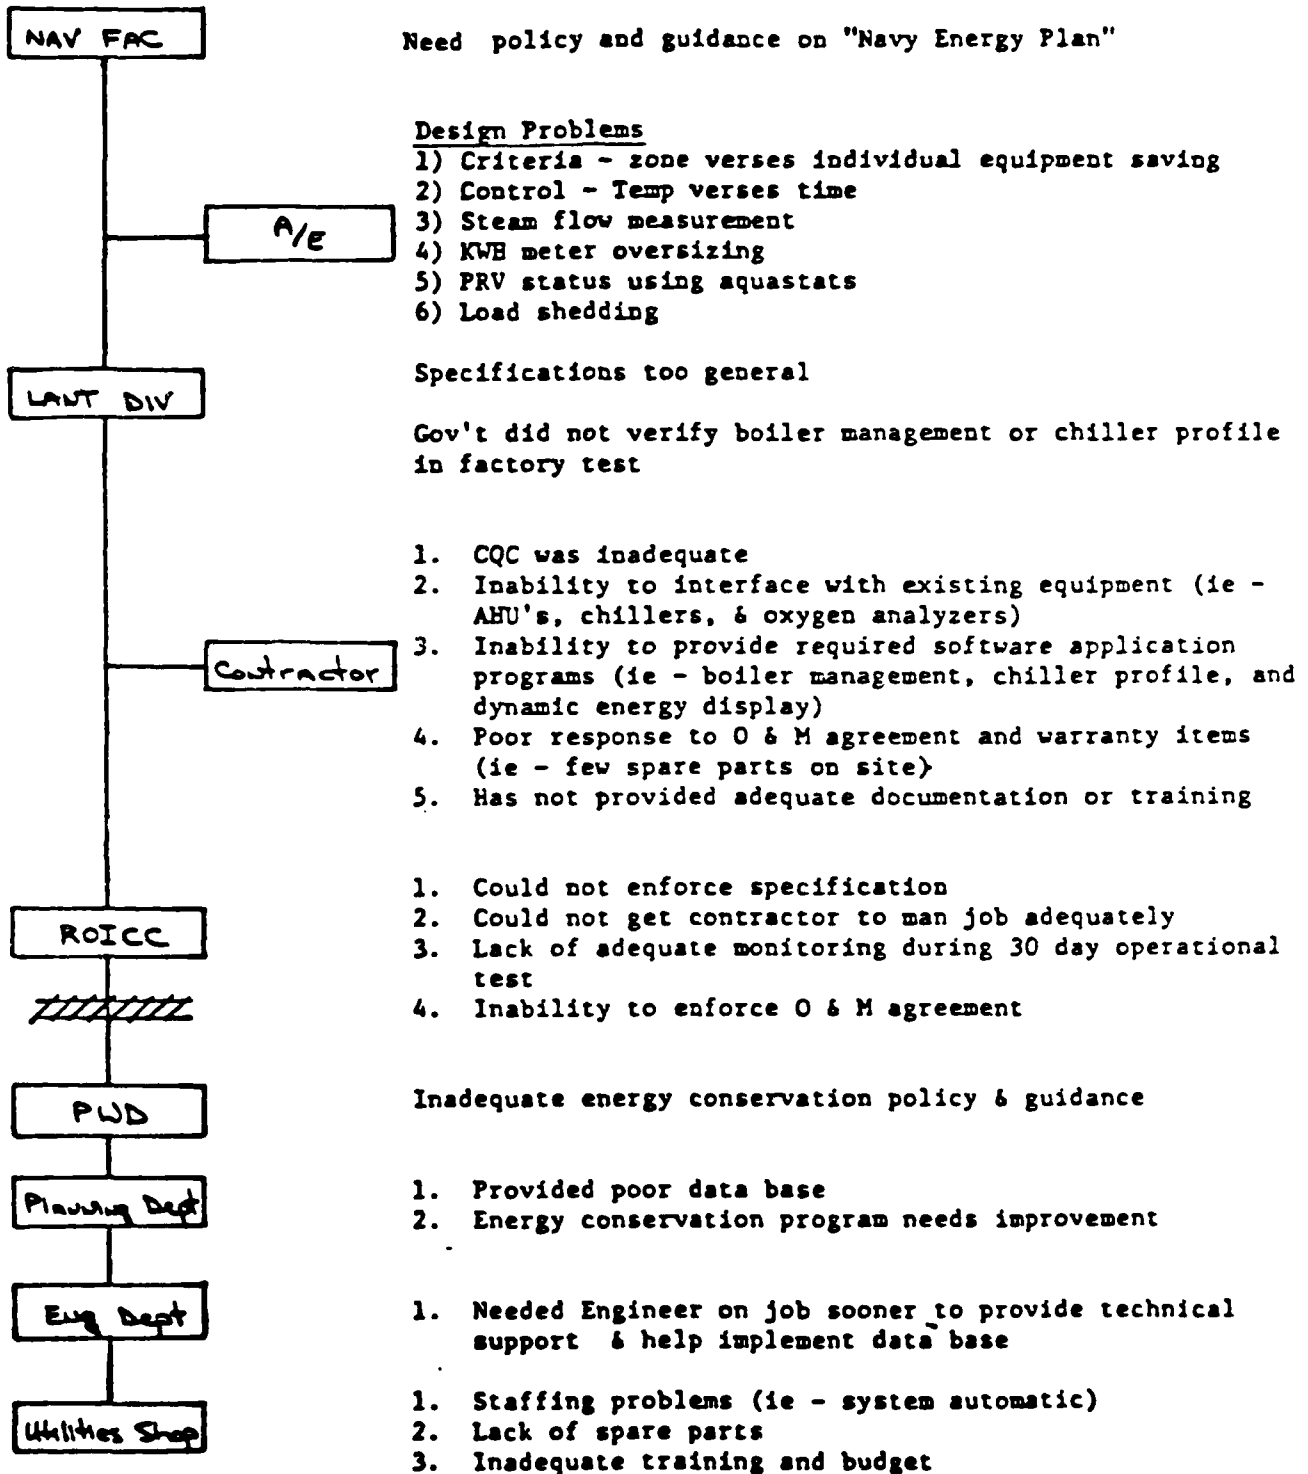 NAV FAC
Need policy and guidance on "Navy Energy Plan"
Design Problems
1) Criteria - zone verses individual equipment saving
2) Control - Temp verses time
A/E
3) Steam flow measurement
4) KWH meter oversizing
5) PRV status using aquastats
6) Load shedding
LANT DIV
Specifications too general
Gov't did not verify boiler management or chiller profile
in factory test
Contractor
1. CQC was inadequate
2. Inability to interface with existing equipment (ie -
AHU's, chillers, & oxygen analyzers)
3. Inability to provide required software application
programs (ie - boiler management, chiller profile, and
dynamic energy display)
4. Poor response to O & M agreement and warranty items
(ie - few spare parts on site)
5. Has not provided adequate documentation or training
ROICC
1. Could not enforce specification
2. Could not get contractor to man job adequately
3. Lack of adequate monitoring during 30 day operational
test
4. Inability to enforce O & M agreement
PWD
Inadequate energy conservation policy & guidance
Planning Dept
1. Provided poor data base
2. Energy conservation program needs improvement
Eng Dept
1. Needed Engineer on job sooner to provide technical
support & help implement data base
Utilities Shop
1. Staffing problems (ie - system automatic)
2. Lack of spare parts
3. Inadequate training and budget